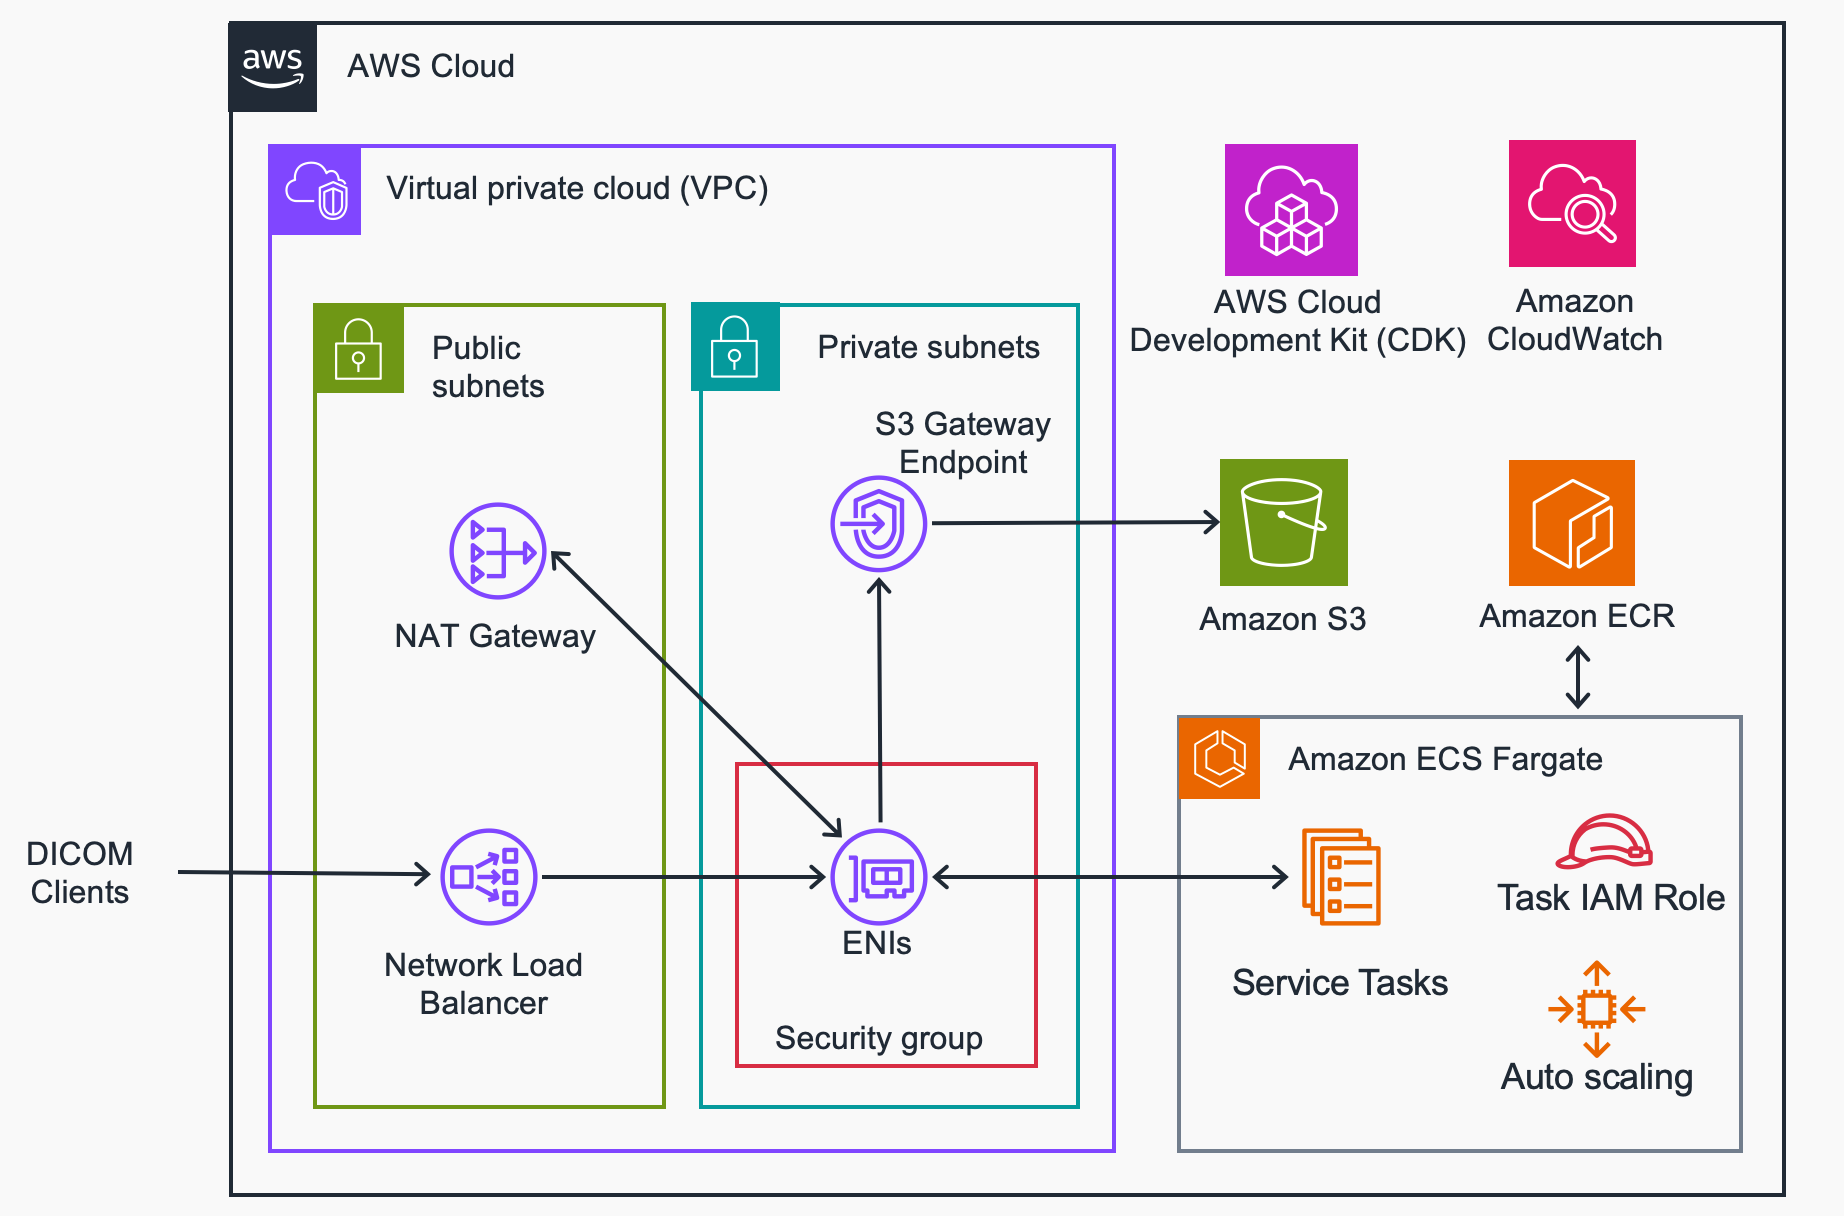 aws
AWS Cloud
Virtual private cloud (VPC)
AWS Cloud
Development Kit (CDK)
Amazon
CloudWatch
Public
subnets
Private subnets
S3 Gateway
Endpoint
NAT Gateway
Amazon S3
Amazon ECR
Amazon ECS Fargate
DICOM
Clients
Network Load
Balancer
ENIs
Security group
Service Tasks
Task IAM Role
Auto scaling